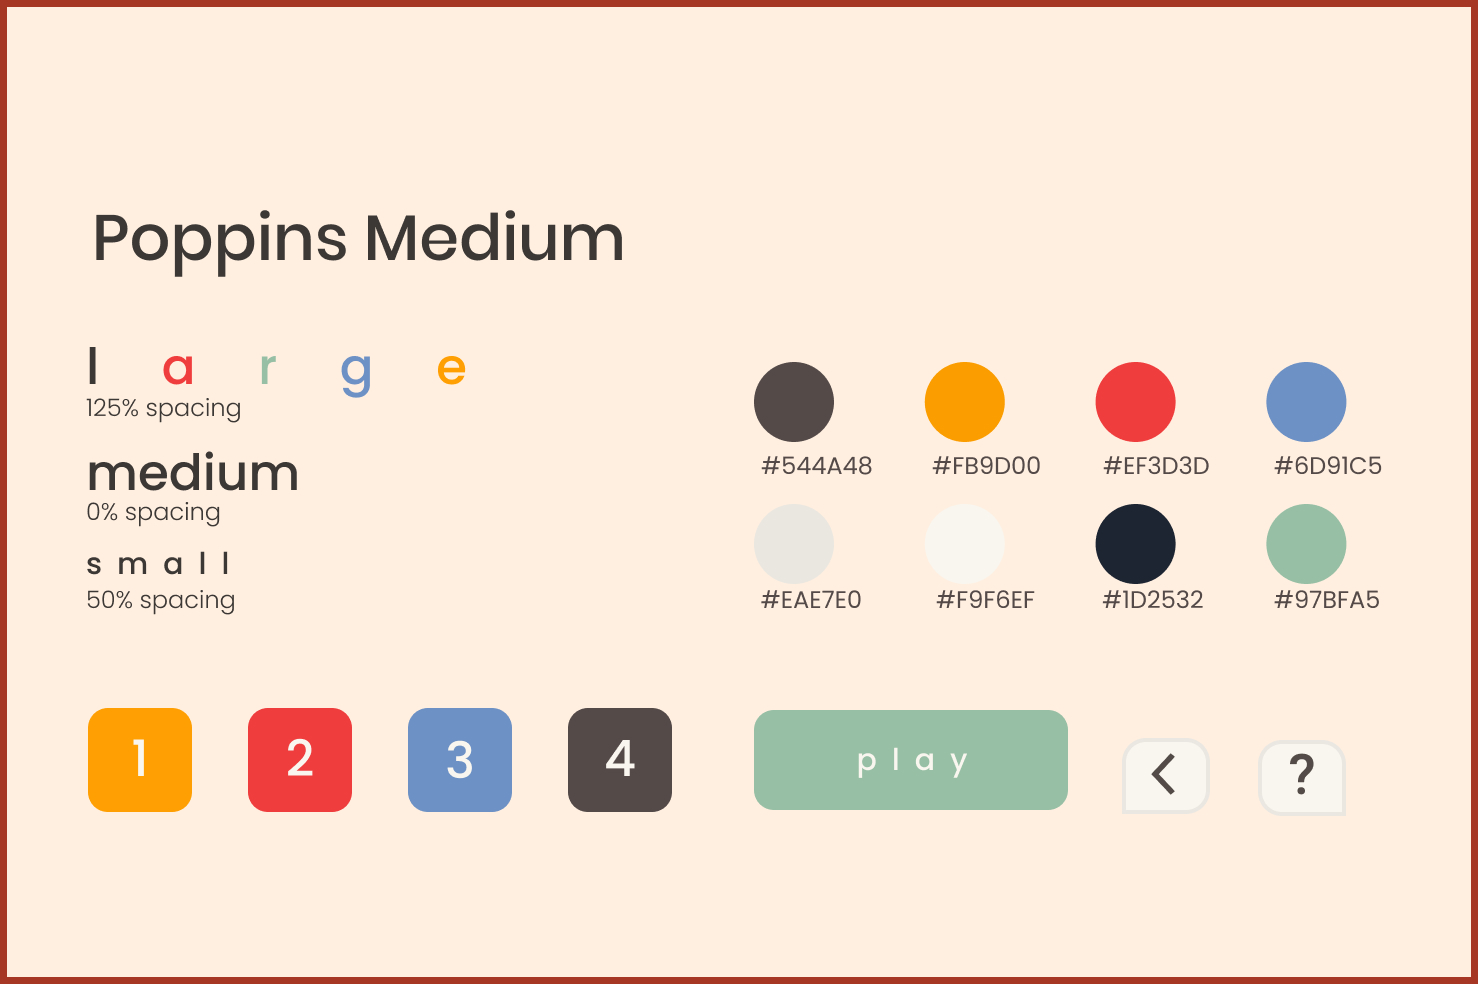 Poppins Medium
l a r g e
125% spacing
medium
0% spacing
s m a l l
50% spacing
#544A48 #FB9D00 #EF3D3D #6D91C5
#EAE7E0 #F9F6EF #1D2532 #97BFA5
1 2 3 4
p l a y
< ?